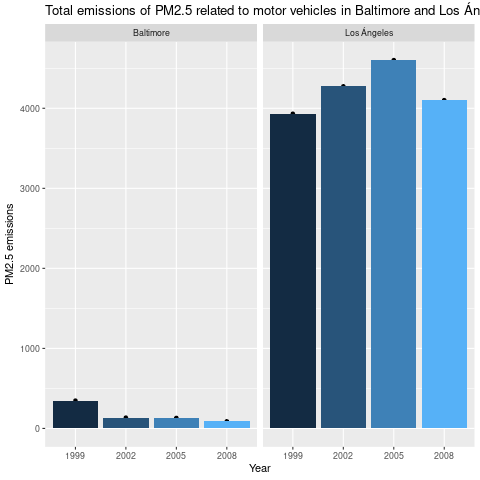 Total emissions of PM2.5 related to motor vehicles in Baltimore and Los Án
Baltimore
Los Ángeles
4000
3000
2000
1000
0
PM2.5 emissions
1999
2002
2005
2008
1999
2002
2005
2008
Year